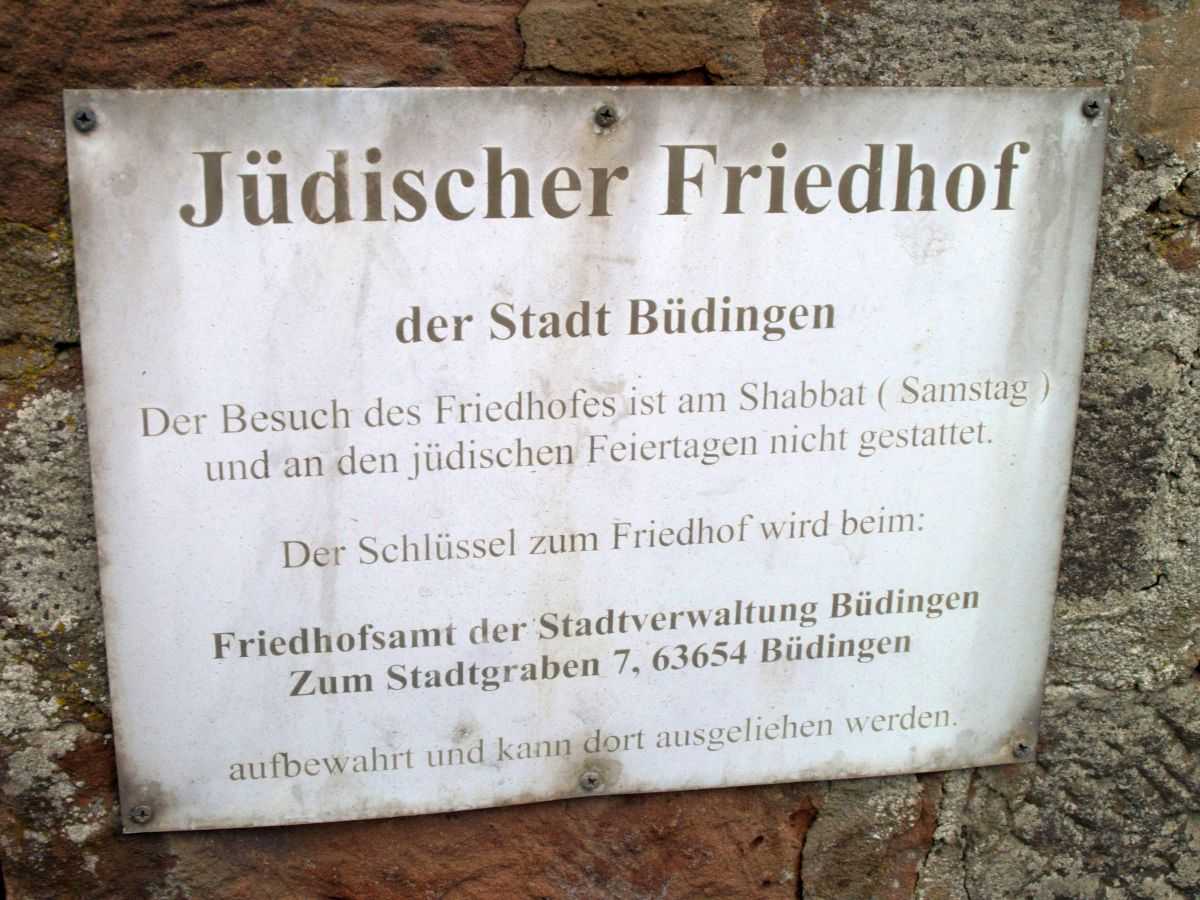 Jüdischer Friedhof
der Stadt Büdingen
Der Besuch des Friedhofes ist am Shabbat ( Samstag )
und an den jüdischen Feiertagen nicht gestattet.
Der Schlüssel zum Friedhof wird beim:
Friedhofsamt der Stadtverwaltung Büdingen
Zum Stadtgraben 7, 63654 Büdingen
aufbewahrt und kann dort ausgeliehen werden.